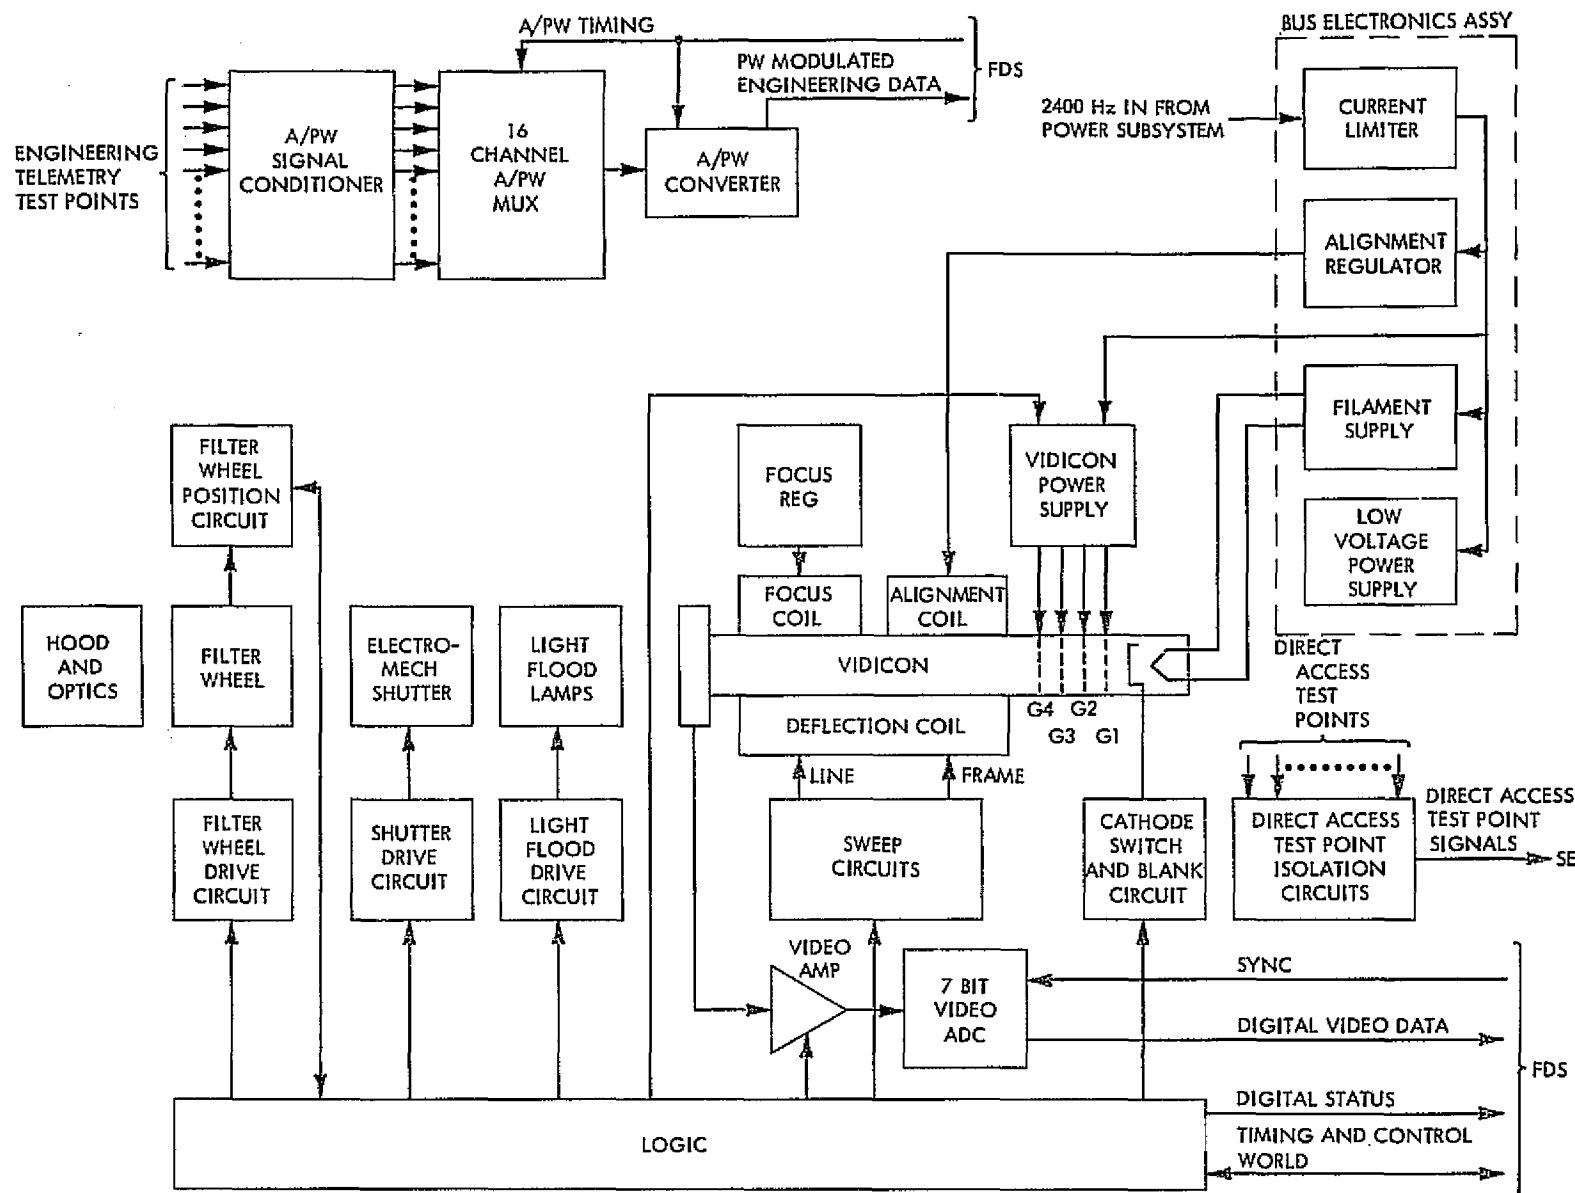 A/PW TIMING
PW MODULATED
ENGINEERING DATA
FDS
BUS ELECTRONICS ASSY
2400 Hz IN FROM
POWER SUBSYSTEM
CURRENT
LIMITER
ENGINEERING
TELEMETRY
TEST POINTS
A/PW
SIGNAL
CONDITIONER
16
CHANNEL
A/PW
MUX
A/PW
CONVERTER
ALIGNMENT
REGULATOR
FILAMENT
SUPPLY
LOW
VOLTAGE
POWER
SUPPLY
FILTER
WHEEL
POSITION
CIRCUIT
FOCUS
REG
VIDICON
POWER
SUPPLY
FOCUS
COIL
ALIGNMENT
COIL
HOOD
AND
OPTICS
FILTER
WHEEL
ELECTRO-
MECH
SHUTTER
LIGHT
FLOOD
LAMPS
VIDICON
G4
G3
G2
G1
DEFLECTION COIL
LINE
FRAME
DIRECT
ACCESS
TEST
POINTS
FILTER
WHEEL
DRIVE
CIRCUIT
SHUTTER
DRIVE
CIRCUIT
LIGHT
FLOOD
DRIVE
CIRCUIT
SWEEP
CIRCUITS
CATHODE
SWITCH
AND BLANK
CIRCUIT
DIRECT ACCESS
TEST POINT
ISOLATION
CIRCUITS
DIRECT ACCESS
TEST POINT
SIGNALS
SE
VIDEO
AMP
7 BIT
VIDEO
ADC
SYNC
DIGITAL VIDEO DATA
FDS
DIGITAL STATUS
TIMING AND CONTROL
WORLD
LOGIC